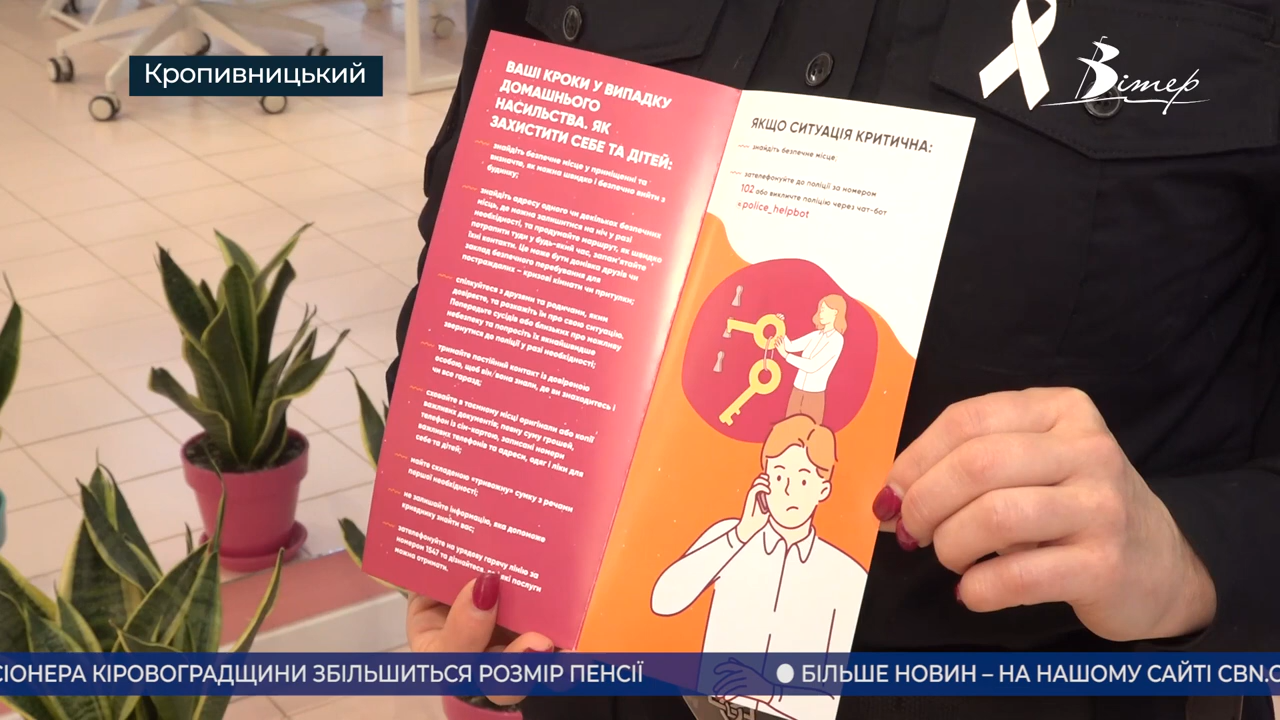 Кропивницький
Вітер
ВАШІ КРОКИ У ВИПАДКУ
ДОМАШНЬОГО
НАСИЛЬСТВА. ЯК
ЗАХИСТИТИ СЕБЕ ТА ДІТЕЙ:
знайдіть безпечне місце у приміщенні та
визначте, як можна швидко і безпечно вийти з
будинку;
знайдіть адресу одного чи декількох безпечних
місць, де можна залишитися на ніч у разі
необхідності, та продумайте маршрут, як швидко
потрапити туди у будь-який час, запам'ятайте
їхні контакти. Це може бути домівка друзів чи
заклад безпечного перебування для
постраждалих – кризові кімнати чи притулки;
спілкуйтеся з друзями та родичами, яким
довіряєте, та розкажіть їм про свою ситуацію.
Попередьте сусідів або близьких про можливу
небезпеку та попросіть їх якнайшвидше
звернутися до поліції у разі необхідності;
тримайте постійний контакт із довіреною
особою, щоб він/вона знали, де ви знаходитесь і
чи все гаразд;
сховайте в таємному місці оригінали або копії
важливих документів, певну суму грошей,
телефон із сім-картою, записані номери
важливих телефонів та адреси, одяг і ліки для
себе та дітей;
майте складеною «тривожну» сумку з речами
першої необхідності;
не залишайте інформацію, яка допоможе
кривднику знайти вас;
зателефонуйте на урядову гарячу лінію за
номером 1547 та дізнайтеся, які послуги
можна отримати.
ЯКЩО СИТУАЦІЯ КРИТИЧНА:
знайдіть безпечне місце;
зателефонуйте до поліції за номером
102 або викличте поліцію через чат-бот
#police_helpbot
СІОНЕРА КІРОВОГРАДЩИНИ ЗБІЛЬШИТЬСЯ РОЗМІР ПЕНСІЇ ● БІЛЬШЕ НОВИН – НА НАШОМУ САЙТІ CBN.C